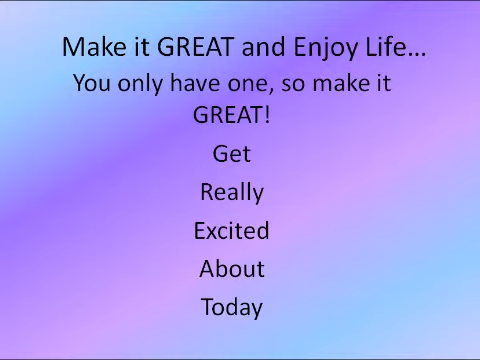 Make it GREAT and Enjoy Life…
You only have one, so make it
GREAT!
Get
Really
Excited
About
Today